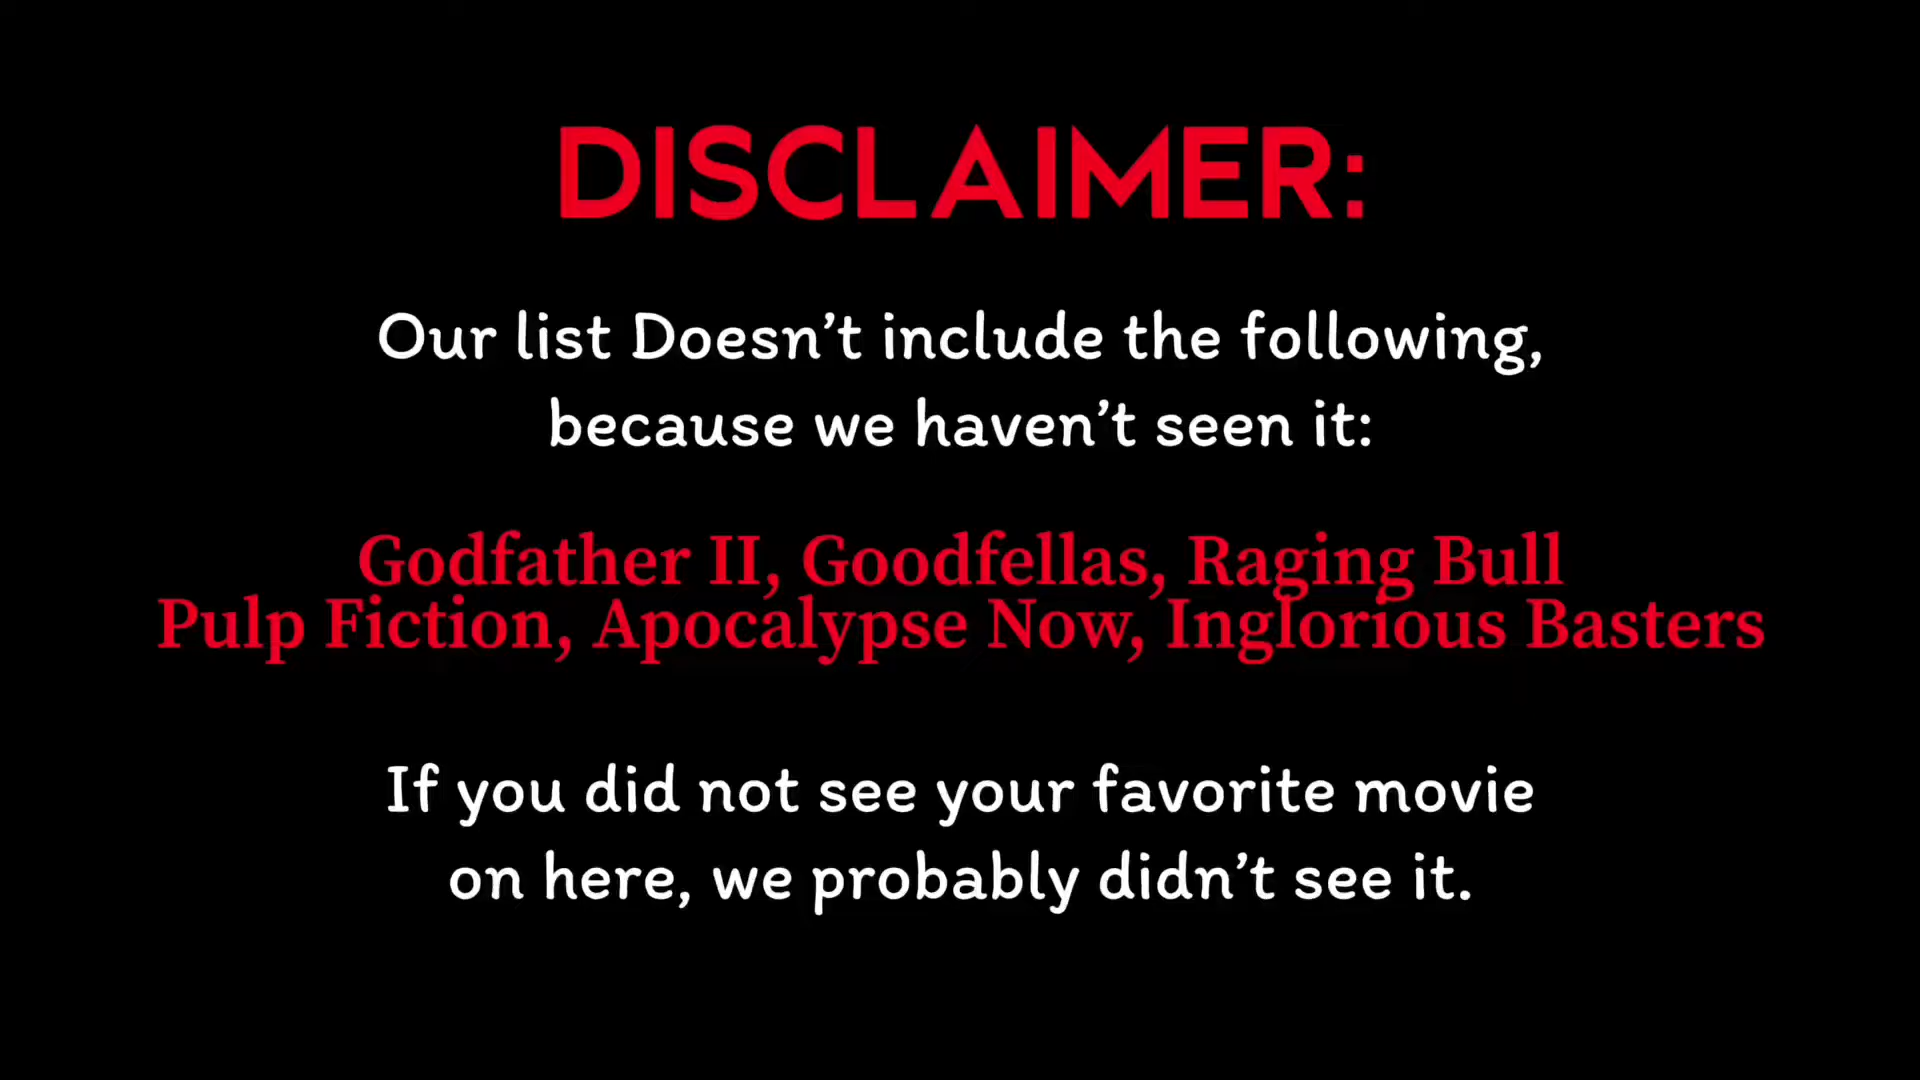 DISCLAIMER:
Our list Doesn’t include the following,
because we haven’t seen it:
Godfather II, Goodfellas, Raging Bull
Pulp Fiction, Apocalypse Now, Inglorious Basters
If you did not see your favorite movie
on here, we probably didn’t see it.